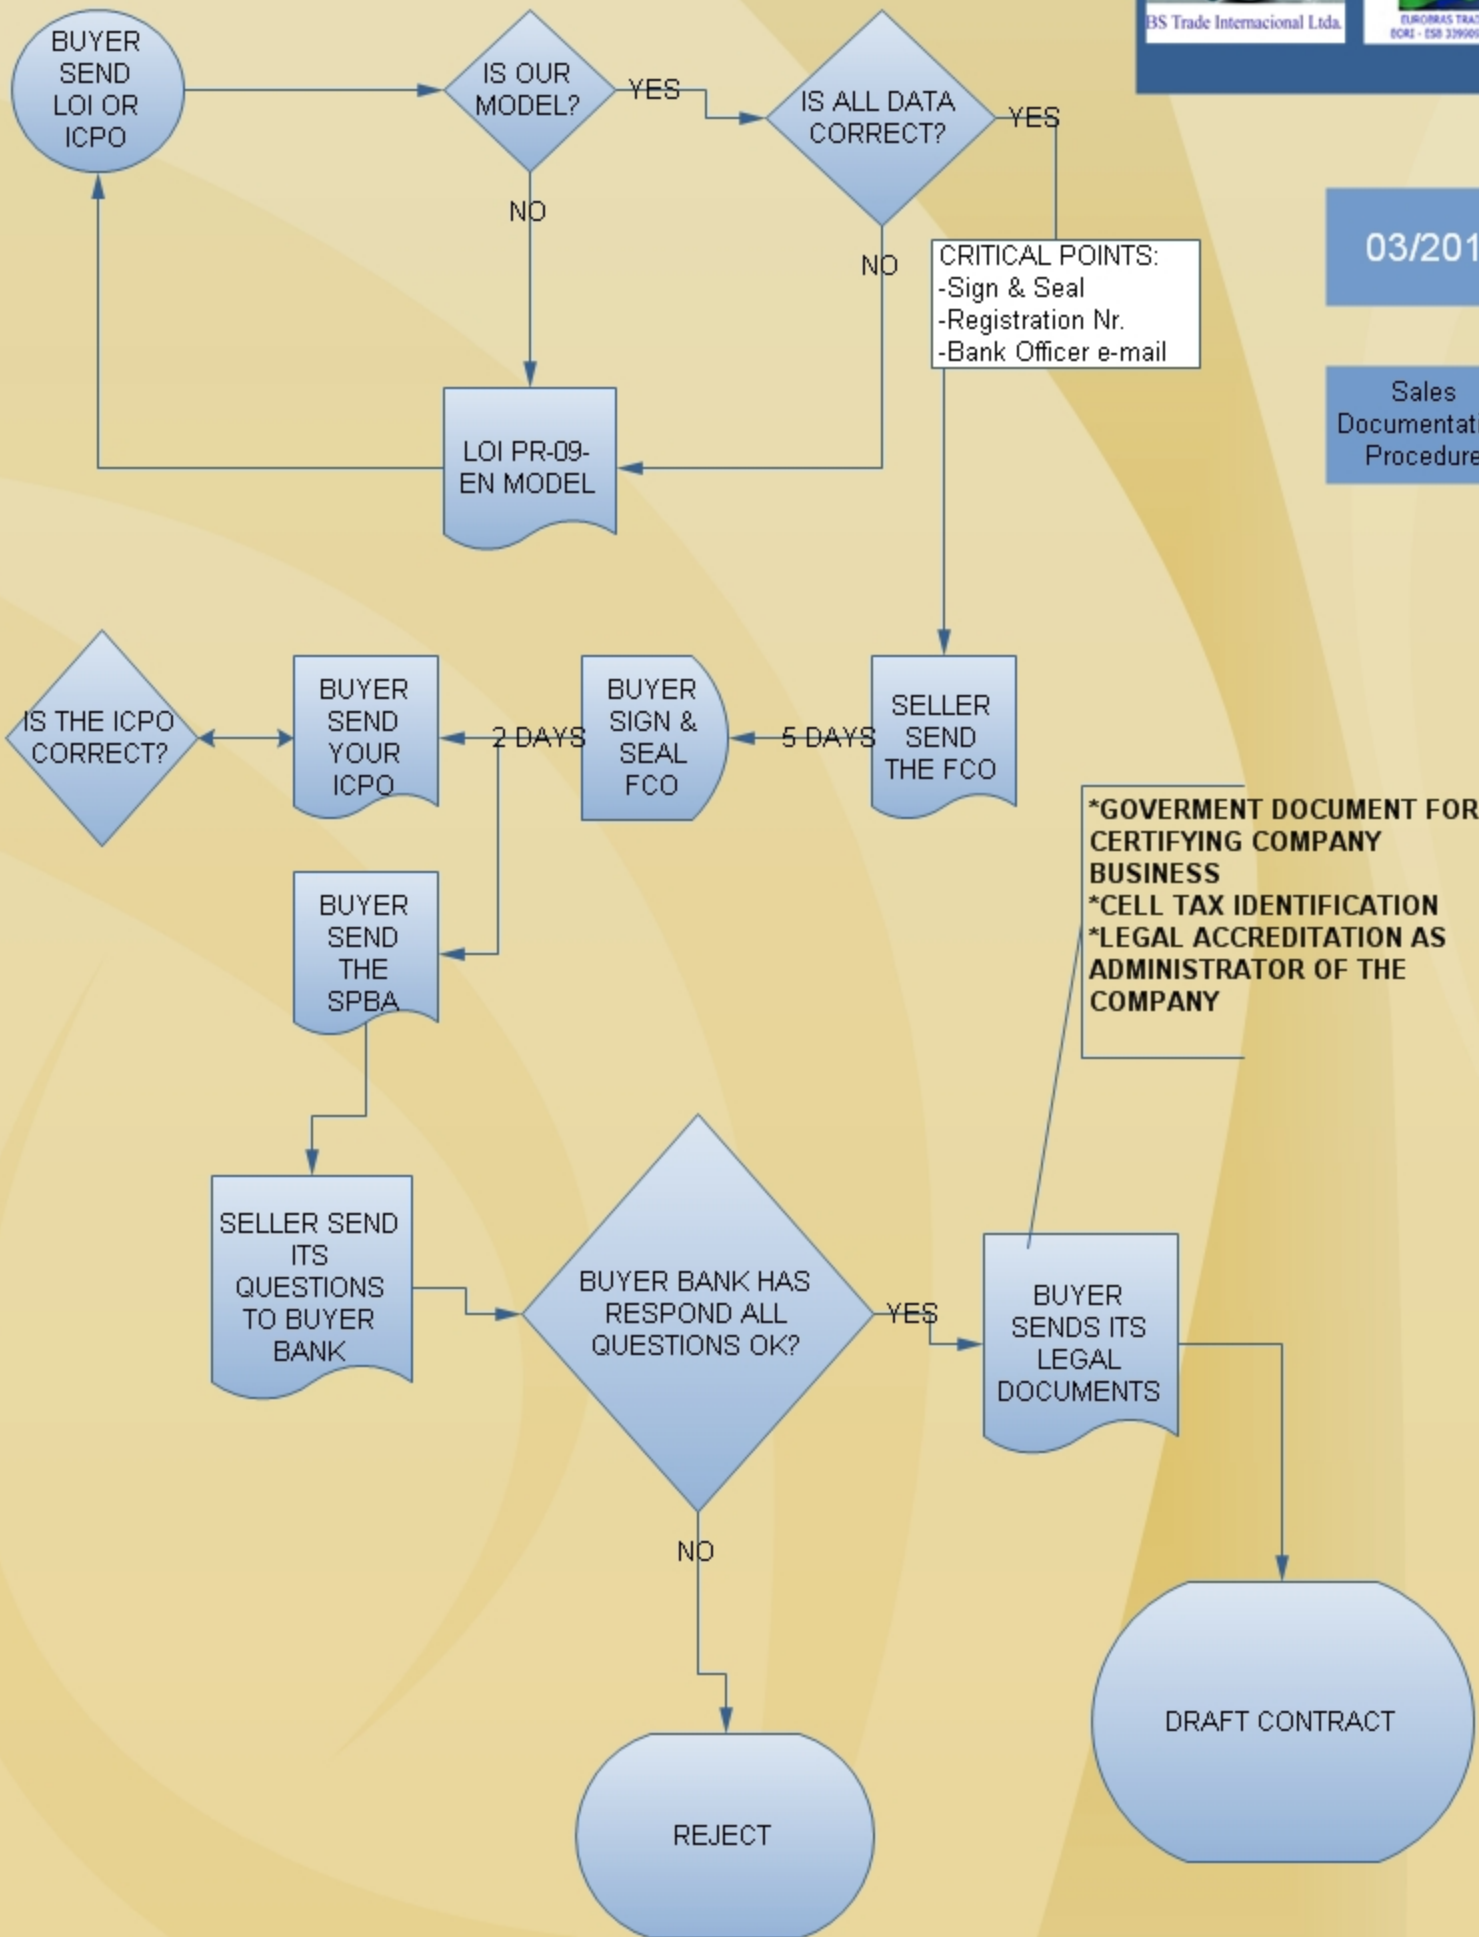 BS Trade Internacional Ltda.
BUYER
SEND
LOI OR
ICPO
IS OUR
MODEL?
YES
IS ALL DATA
CORRECT?
YES
NO
NO
CRITICAL POINTS:
-Sign & Seal
-Registration Nr.
-Bank Officer e-mail
03/201
Sales
Documentati
Procedure
LOI PR-09-
EN MODEL
IS THE ICPO
CORRECT?
BUYER
SEND
YOUR
ICPO
2 DAYS
BUYER
SIGN &
SEAL
FCO
5 DAYS
SELLER
SEND
THE FCO
*GOVERMENT DOCUMENT FOR
CERTIFYING COMPANY
BUSINESS
*CELL TAX IDENTIFICATION
*LEGAL ACCREDITATION AS
ADMINISTRATOR OF THE
COMPANY
BUYER
SEND
THE
SPBA
SELLER SEND
ITS
QUESTIONS
TO BUYER
BANK
BUYER BANK HAS
RESPOND ALL
QUESTIONS OK?
YES
BUYER
SENDS ITS
LEGAL
DOCUMENTS
NO
DRAFT CONTRACT
REJECT